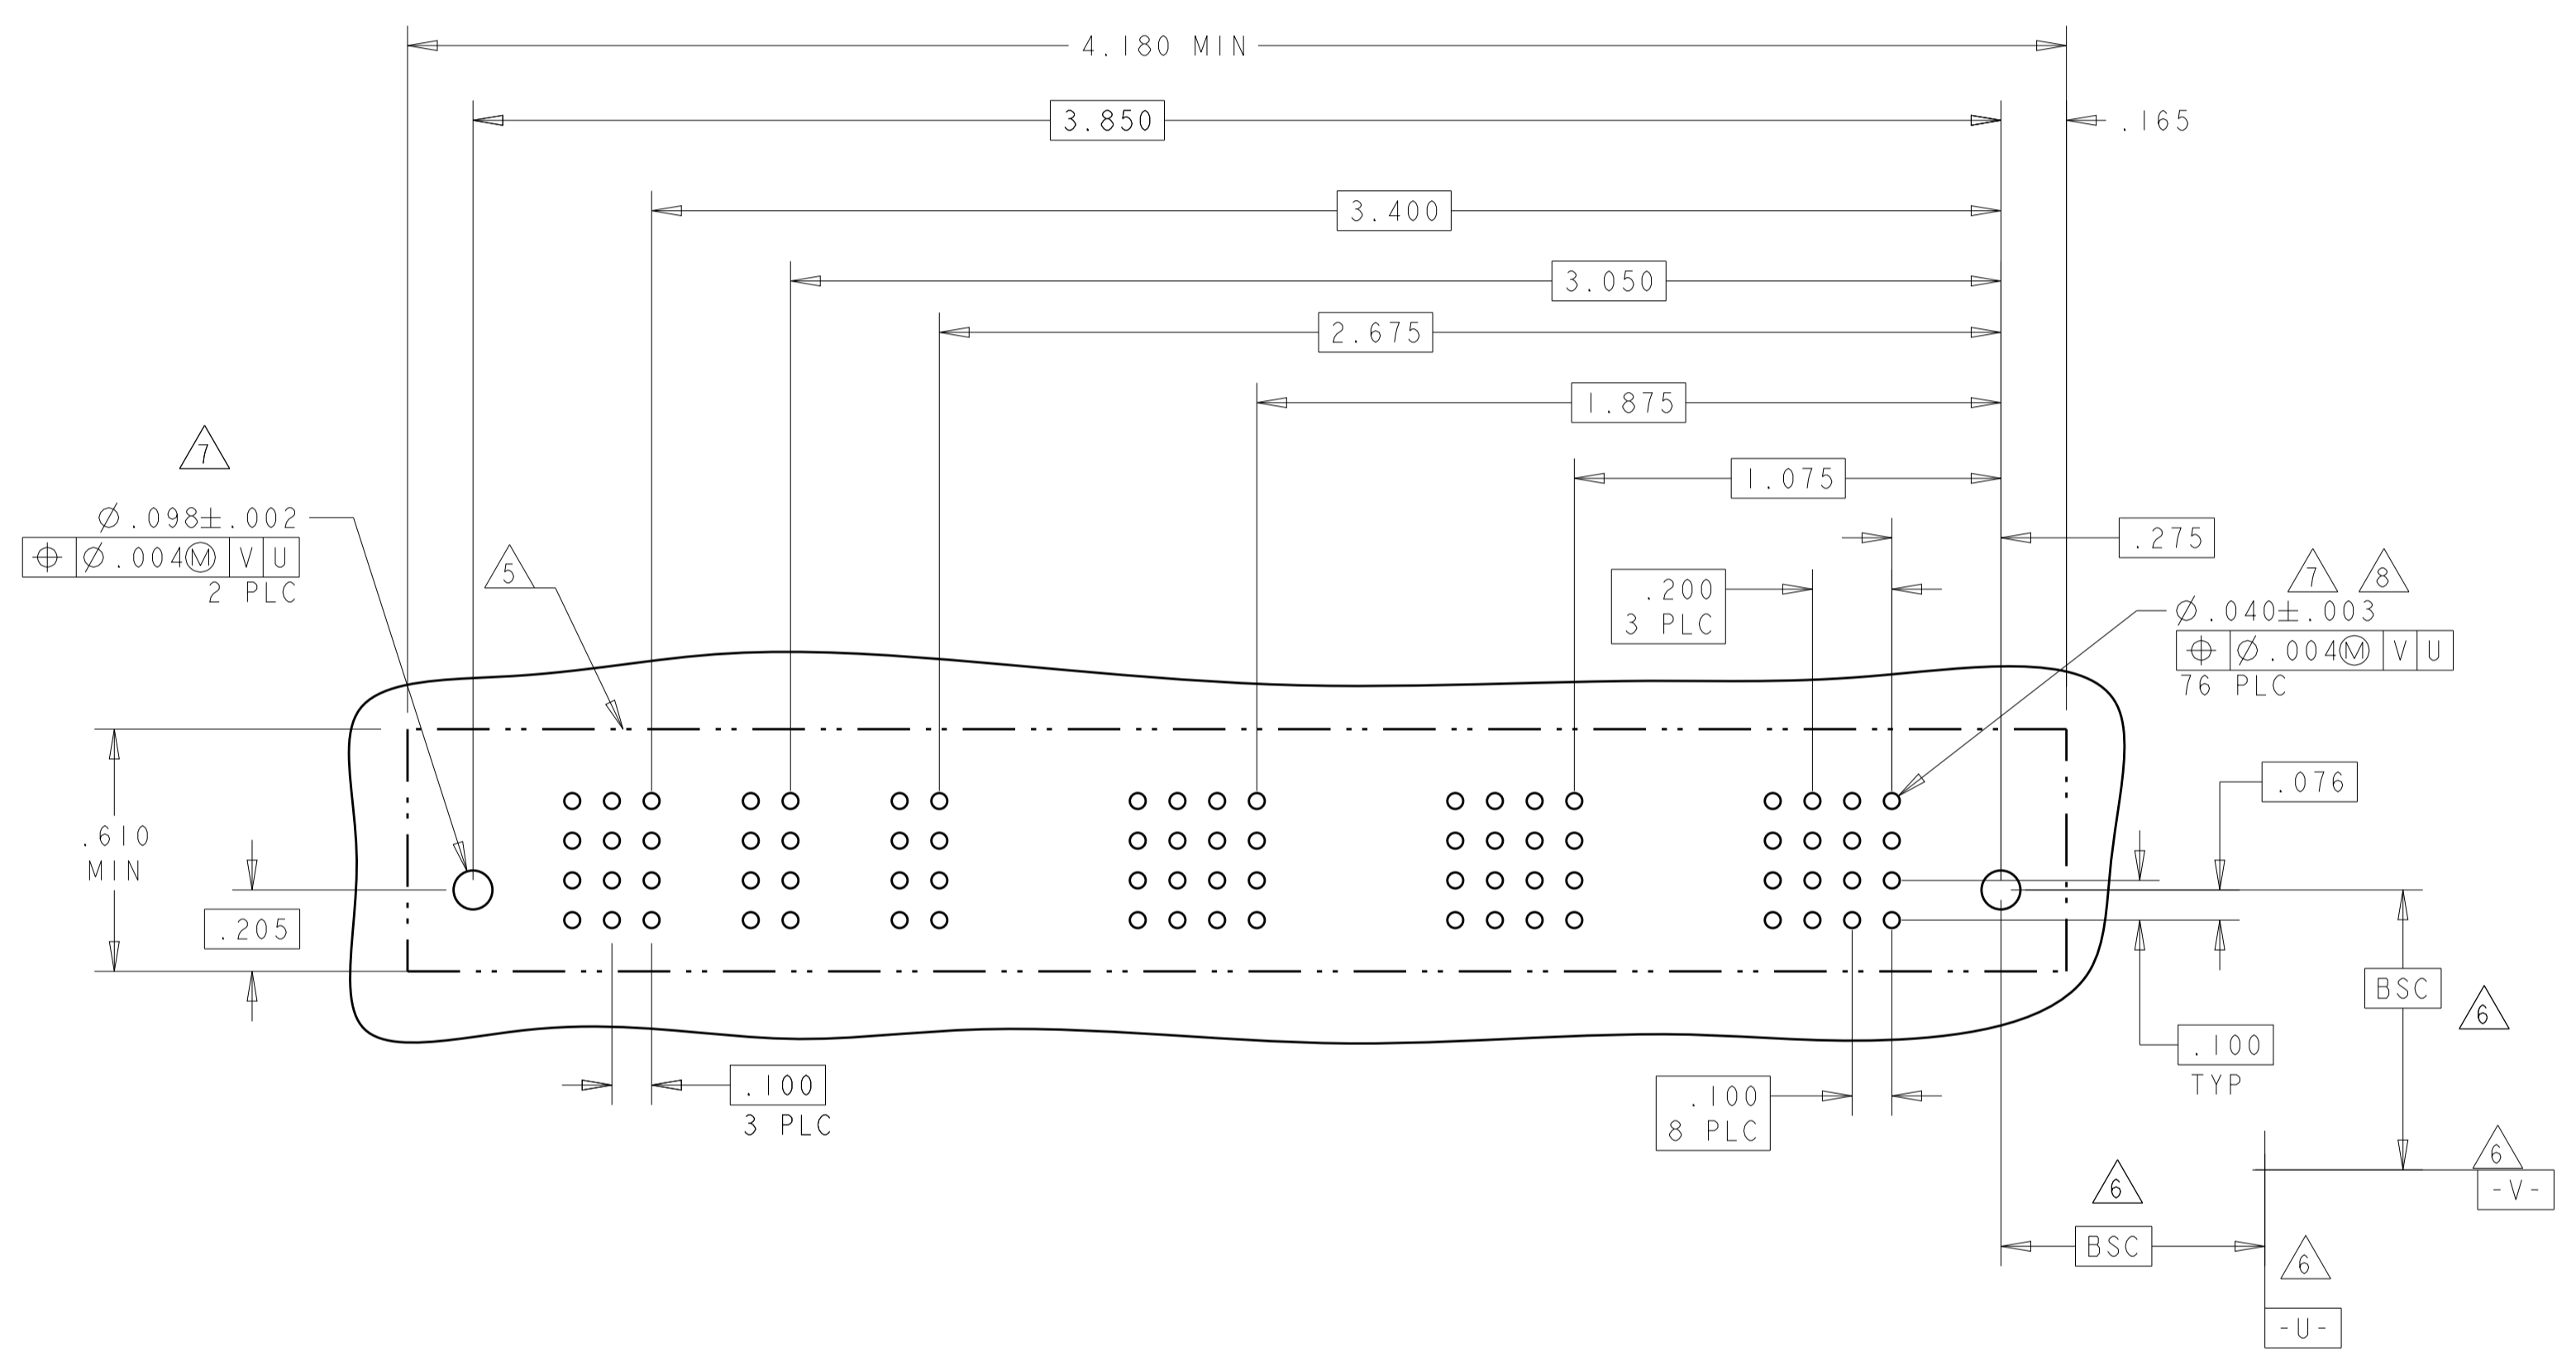 4.180 MIN
3.850
.165
3.400
3.050
2.675
1.875
1.075
7
⌀.098±.002
⌖ ⌀.004Ⓜ V U
2 PLC
5
.275
.200
3 PLC
7 8
⌀.040±.003
⌖ ⌀.004Ⓜ V U
76 PLC
.610
MIN
.205
.076
BSC
6
.100
TYP
.100
3 PLC
.100
8 PLC
6
-V-
6
BSC
6
-U-